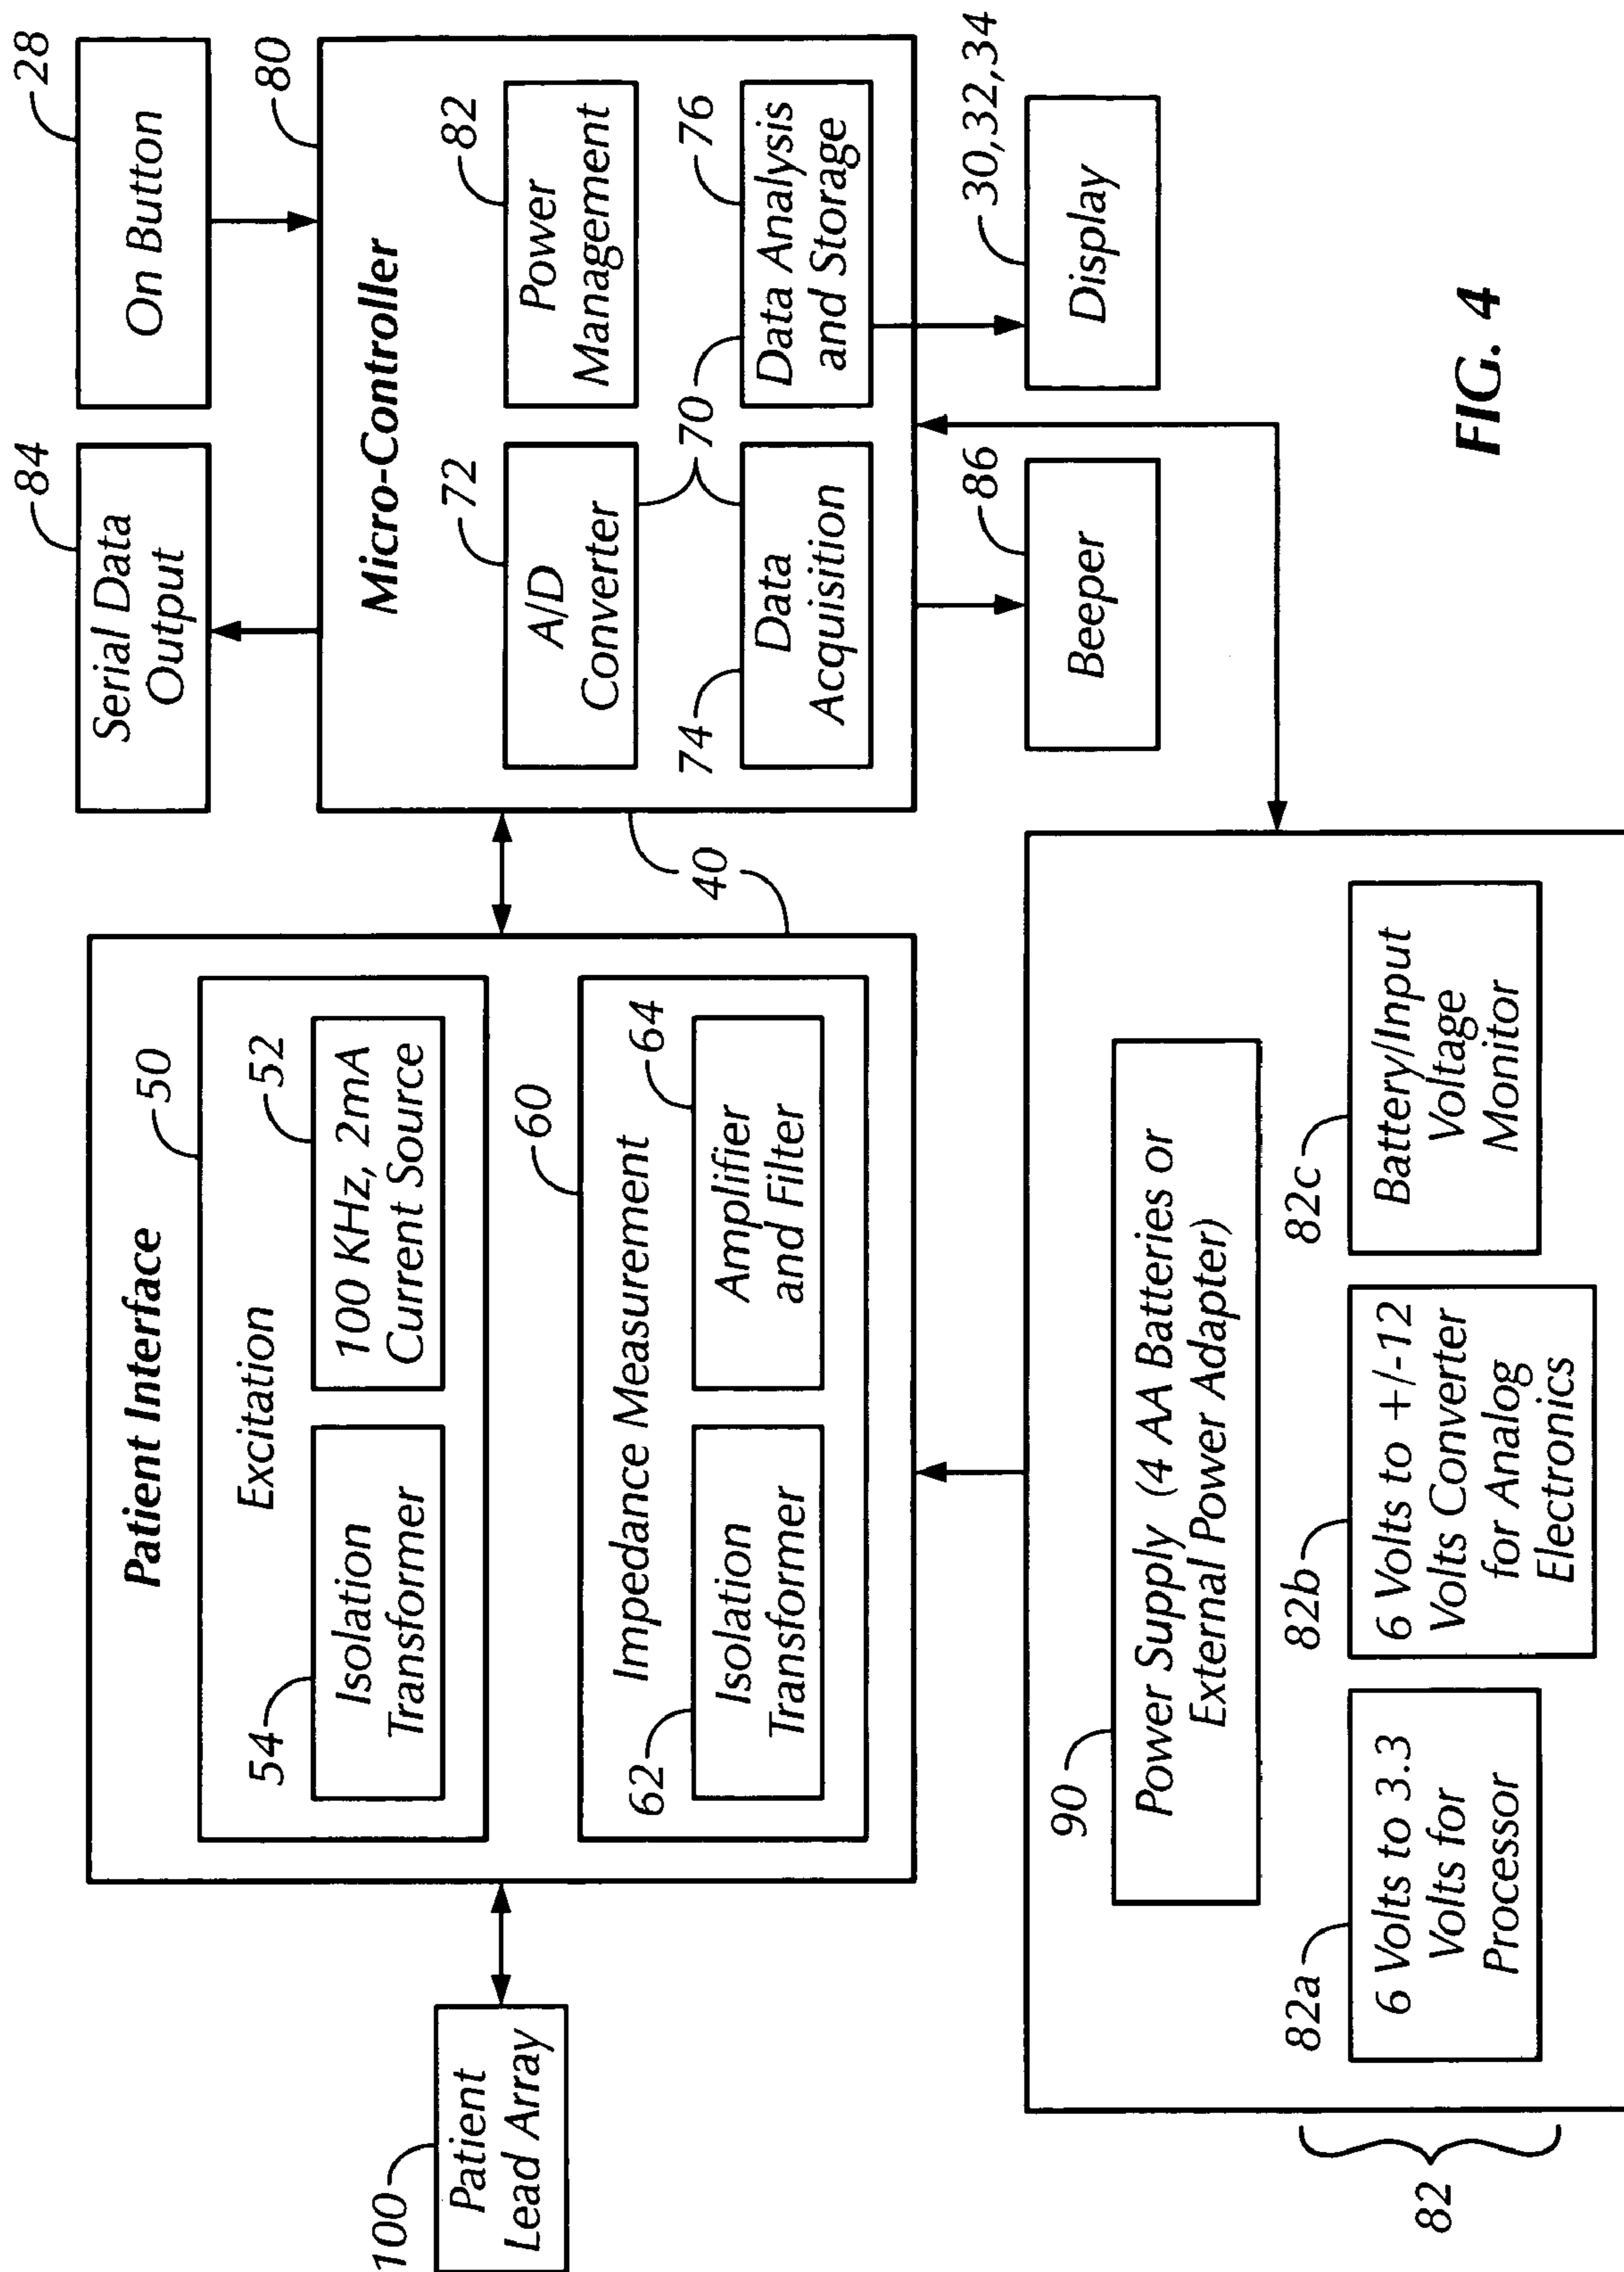 100
Patient
Lead Array
Patient Interface
50
Excitation
54
Isolation
Transformer
52
100 KHz, 2mA
Current Source
60
Impedance Measurement
62
Isolation
Transformer
64
Amplifier
and Filter
40
84
Serial Data
Output
28
On Button
80
Micro-Controller
72
A/D
Converter
82
Power
Management
70
74
Data
Acquisition
76
Data Analysis
and Storage
86
Beeper
30,32,34
Display
90
Power Supply (4 AA Batteries or
External Power Adapter)
82
82a
6 Volts to 3.3
Volts for
Processor
82b
6 Volts to +/-12
Volts Converter
for Analog
Electronics
82c
Battery/Input
Voltage
Monitor
FIG. 4